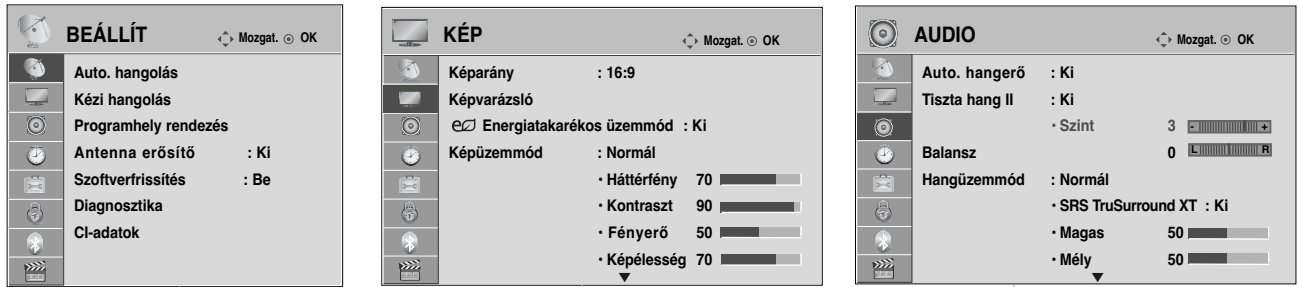 BEÁLLÍT Mozgat. OK
Auto. hangolás
Kézi hangolás
Programhely rendezés
Antenna erősítő : Ki
Szoftverfrissítés : Be
Diagnosztika
CI-adatok
KÉP Mozgat. OK
Képarány : 16:9
Képvarázsló
Energiatakarékos üzemmód : Ki
Képüzemmód : Normál
• Háttérfény 70
• Kontraszt 90
• Fényerő 50
• Képélesség 70
AUDIO Mozgat. OK
Auto. hangerő : Ki
Tiszta hang II : Ki
• Szint 3 - +
Balansz 0 L R
Hangüzemmód : Normál
• SRS TruSurround XT : Ki
• Magas 50
• Mély 50